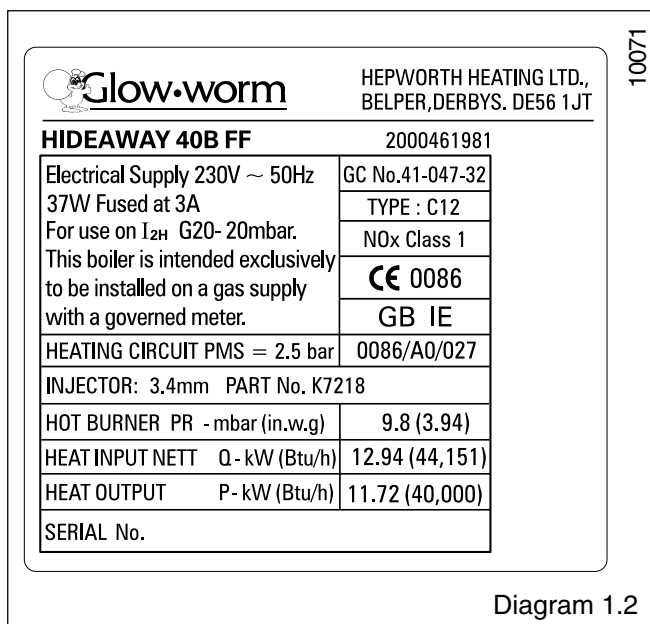 10071
Glow•worm
HEPWORTH HEATING LTD.,
BELPER,DERBYS. DE56 1JT
HIDEAWAY 40B FF 2000461981
Electrical Supply 230V ~ 50Hz
37W Fused at 3A
For use on I2H G20- 20mbar.
This boiler is intended exclusively
to be installed on a gas supply
with a governed meter.
GC No.41-047-32
TYPE : C12
NOx Class 1
CE 0086
GB IE
HEATING CIRCUIT PMS = 2.5 bar 0086/A0/027
INJECTOR: 3.4mm PART No. K7218
HOT BURNER PR - mbar (in.w.g) 9.8 (3.94)
HEAT INPUT NETT Q - kW (Btu/h) 12.94 (44,151)
HEAT OUTPUT P - kW (Btu/h) 11.72 (40,000)
SERIAL No.
Diagram 1.2